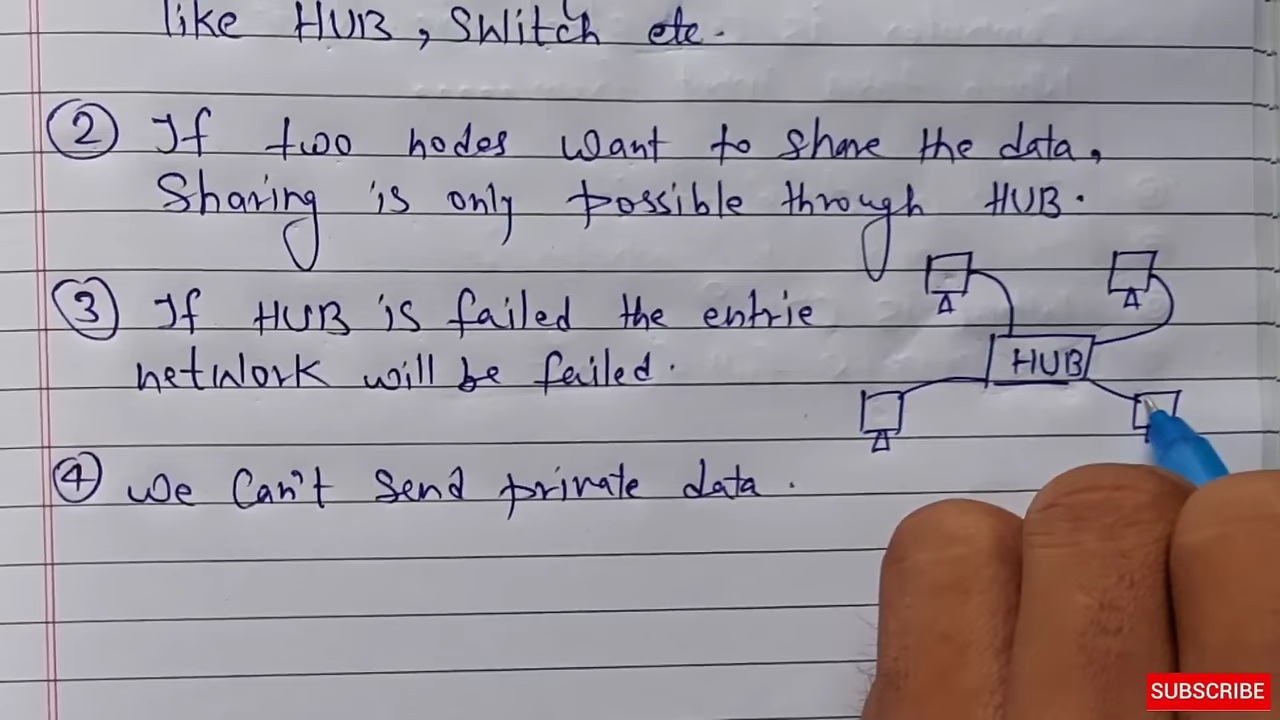 like HUB, Switch etc.
② If two nodes want to share the data,
Sharing is only possible through HUB.
③ If HUB is failed the entrie
network will be failed.
HUB
④ We Can't Send private data.
SUBSCRIBE